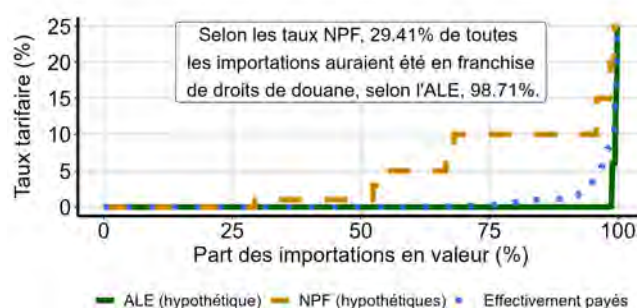 25
20
15
10
5
0
Taux tarifaire (%)
Selon les taux NPF, 29.41% de toutes
les importations auraient été en franchise
de droits de douane, selon l'ALE, 98.71%.
0 25 50 75 100
Part des importations en valeur (%)
ALE (hypothétique) NPF (hypothétiques) Effectivement payés